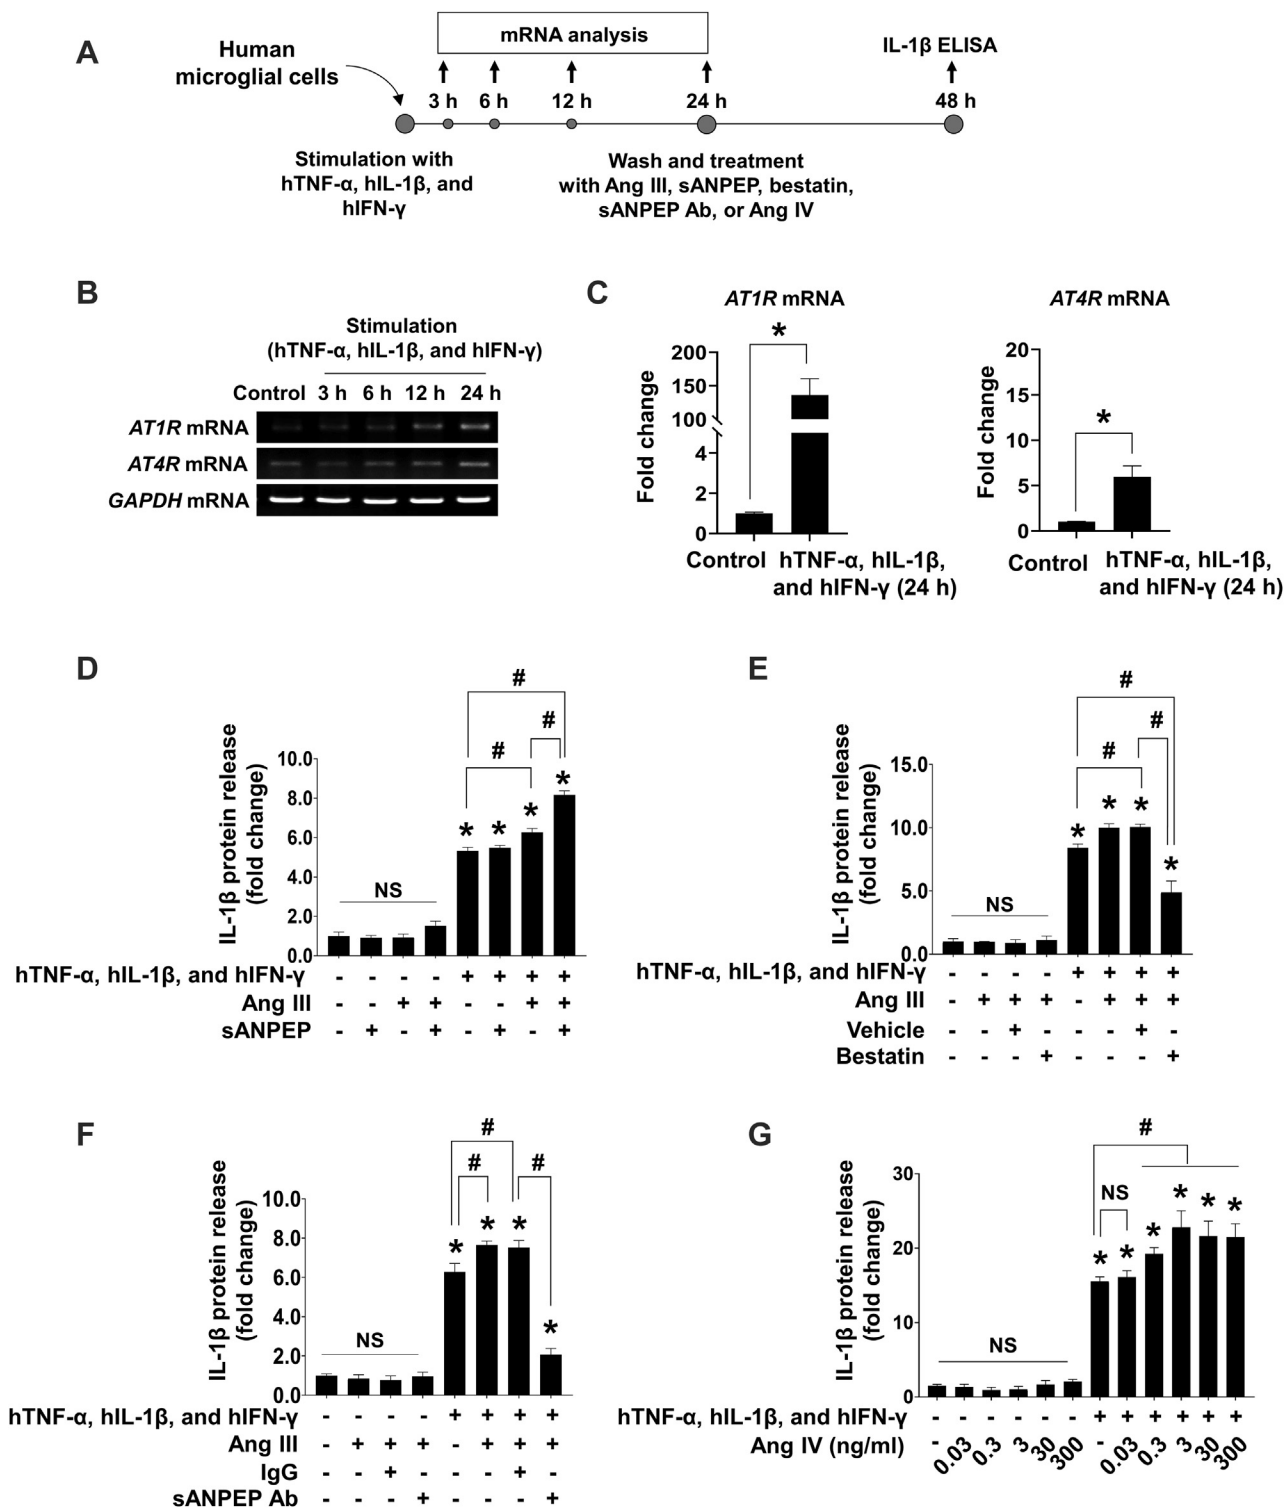 A
Human
microglial cells
mRNA analysis
IL-1β ELISA
3 h 6 h 12 h 24 h 48 h
Stimulation with
hTNF-α, hIL-1β, and
hIFN-γ
Wash and treatment
with Ang III, sANPEP, bestatin,
sANPEP Ab, or Ang IV
B
Stimulation
(hTNF-α, hIL-1β, and hIFN-γ)
Control 3 h 6 h 12 h 24 h
AT1R mRNA
AT4R mRNA
GAPDH mRNA
C
AT1R mRNA
Fold change
200
150
100
4
2
0
*
Control hTNF-α, hIL-1β,
and hIFN-γ (24 h)
AT4R mRNA
Fold change
20
15
10
5
0
*
Control hTNF-α, hIL-1β,
and hIFN-γ (24 h)
D
IL-1β protein release
(fold change)
10.0
8.0
6.0
4.0
2.0
0.0
#
#
#
* * * *
NS
hTNF-α, hIL-1β, and hIFN-γ - - - - + + + +
Ang III - - + + - - + +
sANPEP - + - + - + - +
E
IL-1β protein release
(fold change)
15.0
10.0
5.0
0.0
#
#
#
* * * *
NS
hTNF-α, hIL-1β, and hIFN-γ - - - - + + + +
Ang III - + + + - + + +
Vehicle - - + - - - + -
Bestatin - - - + - - - +
F
IL-1β protein release
(fold change)
10.0
8.0
6.0
4.0
2.0
0.0
#
# #
* * * *
NS
hTNF-α, hIL-1β, and hIFN-γ - - - - + + + +
Ang III - + + + - + + +
IgG - - + - - - + -
sANPEP Ab - - - + - - - +
G
IL-1β protein release
(fold change)
30
20
10
0
#
NS
* * * * * *
NS
hTNF-α, hIL-1β, and hIFN-γ - - - - - - + + + + + +
Ang IV (ng/ml) - 0.03 0.3 3 30 300 - 0.03 0.3 3 30 300